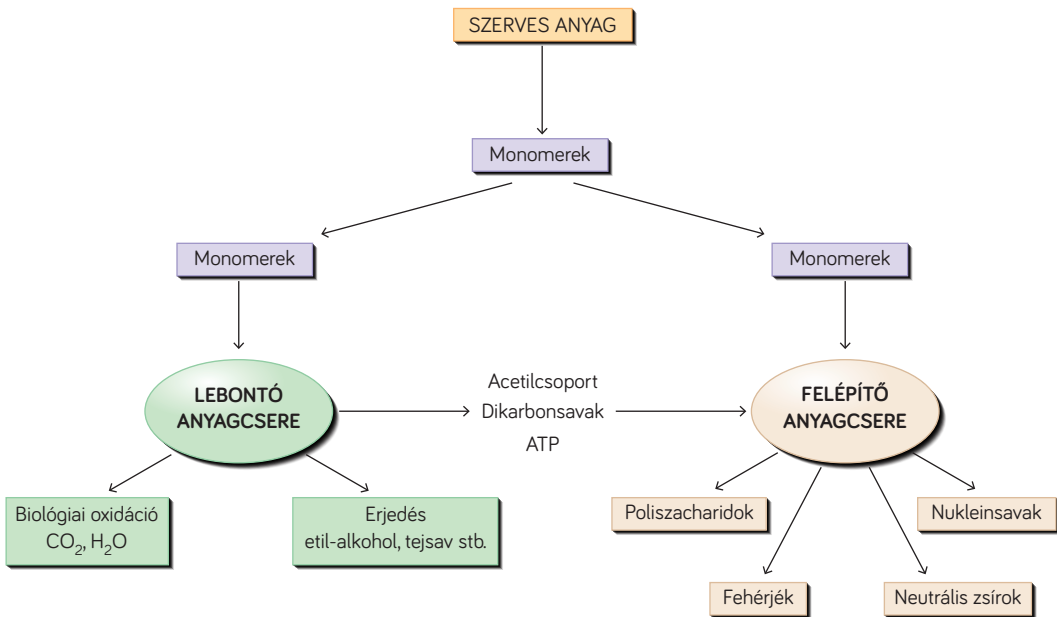 SZERVES ANYAG
Monomerek
Monomerek
Monomerek
LEBONTÓ
ANYAGCSERE
Acetilcsoport
Dikarbonsavak
ATP
FELÉPÍTŐ
ANYAGCSERE
Biológiai oxidáció
CO₂, H₂O
Erjedés
etil-alkohol, tejsav stb.
Poliszacharidok
Nukleinsavak
Fehérjék
Neutrális zsírok